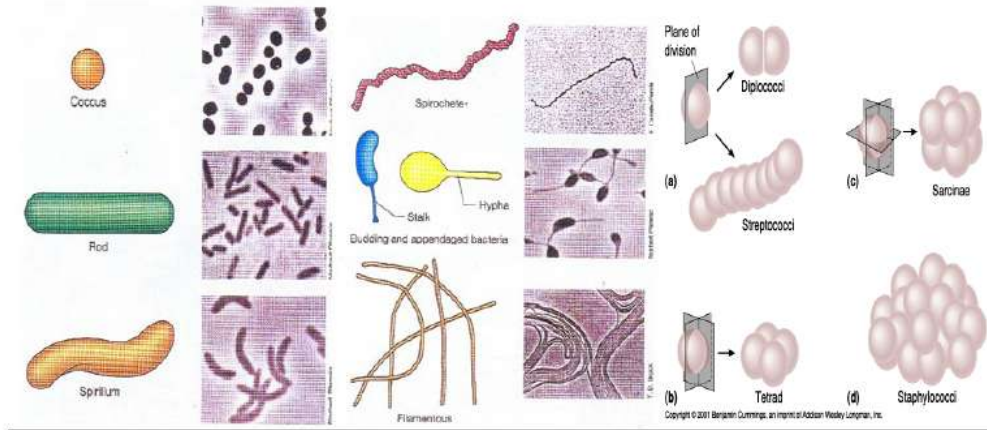 Coccus
Rod
Spirillum
Spirochete
Stalk
Hypha
Budding and appendaged bacteria
Filamentous
T. D. Brock
Plane of
division
Diplococci
(a)
Streptococci
(c)
Sarcinae
(b)
Tetrad
(d)
Staphylococci
Copyright © 2001 Benjamin Cummings, an imprint of Addison Wesley Longman, Inc.